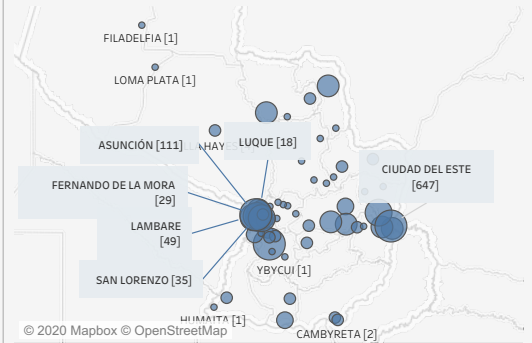 FILADELFIA [1]
LOMA PLATA [1]
ASUNCIÓN [111]
HAY
LUQUE [18]
CIUDAD DEL ESTE
[647]
FERNANDO DE LA MORA
[29]
LAMBARE
[49]
SAN LORENZO [35]
YBYCUI [1]
HUMAITA [1]
CAMBYRETA [2]
© 2020 Mapbox © OpenStreetMap